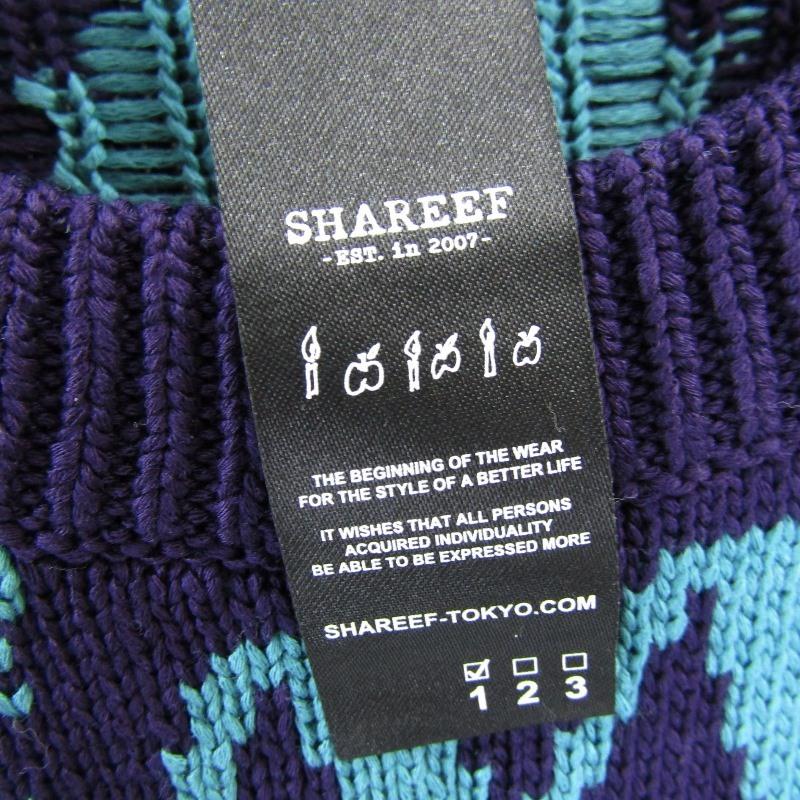 SHAREEF
-EST. in 2007-
THE BEGINNING OF THE WEAR
FOR THE STYLE OF A BETTER LIFE
IT WISHES THAT ALL PERSONS
ACQUIRED INDIVIDUALITY
BE ABLE TO BE EXPRESSED MORE
SHAREEF-TOKYO.COM
1 2 3